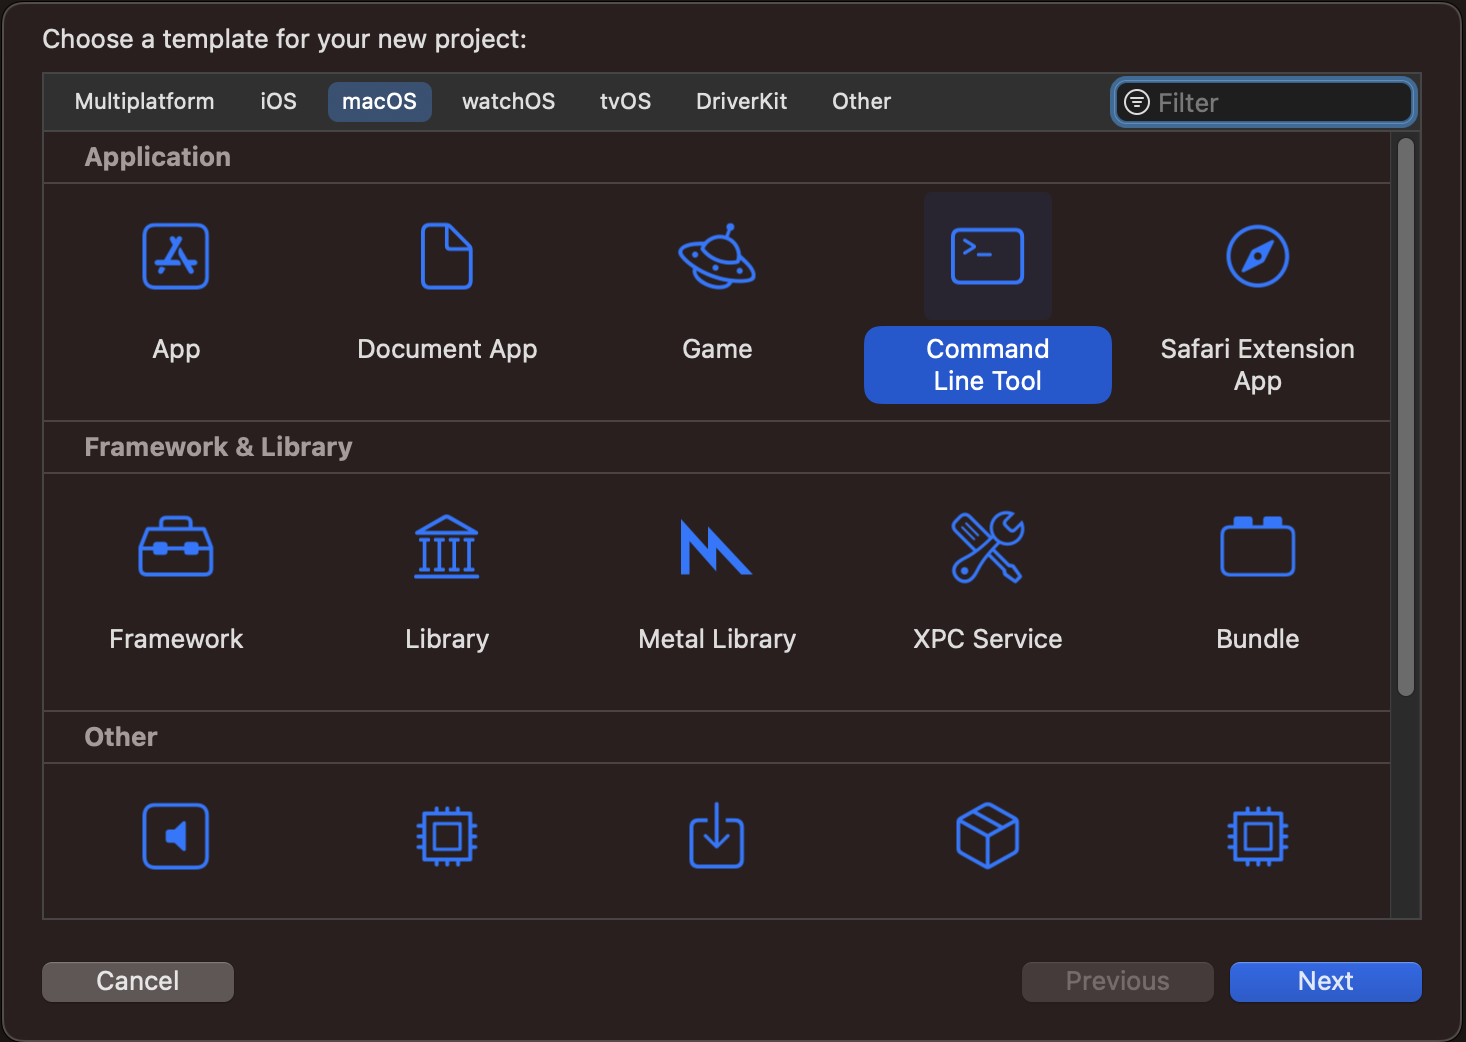 Choose a template for your new project:
Multiplatform iOS macOS watchOS tvOS DriverKit Other Filter
Application
App Document App Game Command Line Tool Safari Extension App
Framework & Library
Framework Library Metal Library XPC Service Bundle
Other
Cancel Previous Next